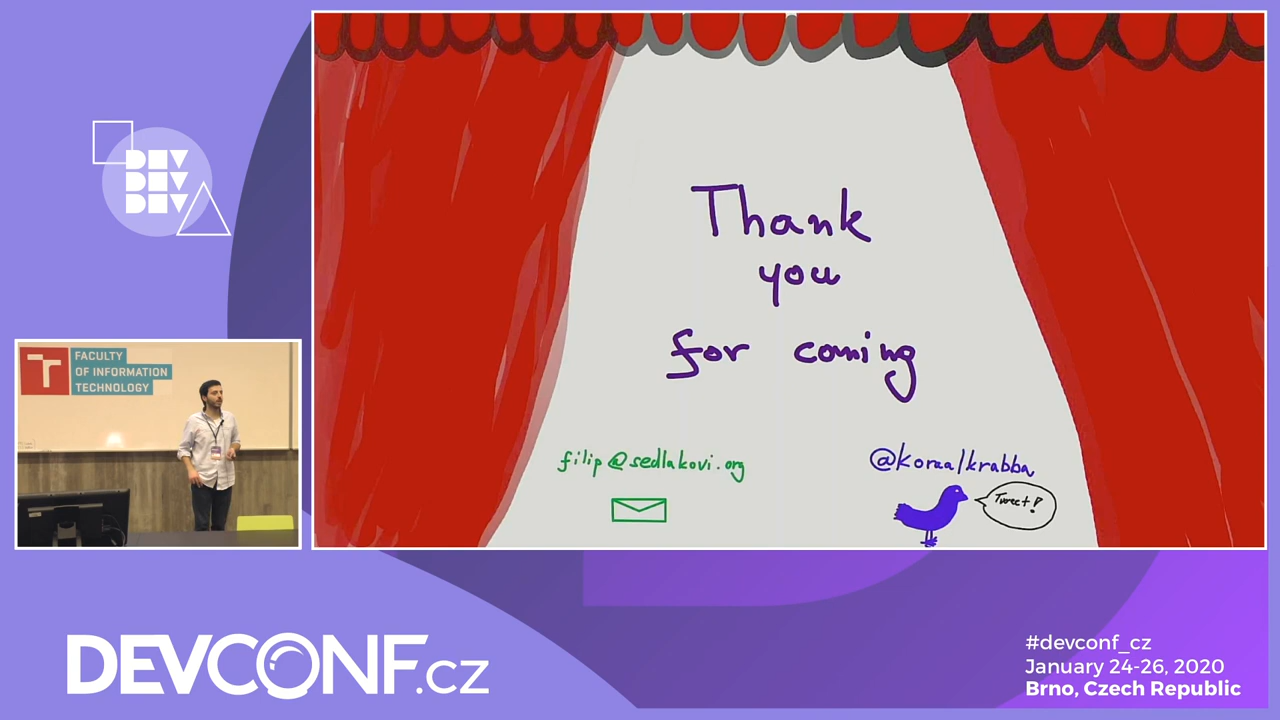 DEV
DEV
DEV
FACULTY
OF INFORMATION
TECHNOLOGY
Thank
you
for coming
filip@sedlakovi.org
@koraalkrabba
Tweet!
DEVCONF.cz
#devconf_cz
January 24-26, 2020
Brno, Czech Republic